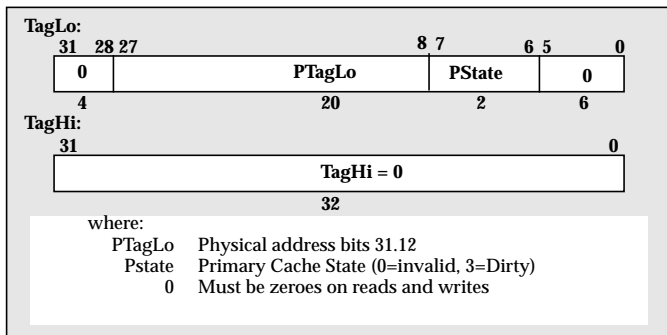 TagLo:
31 28 27 8 7 6 5 0
0 PTagLo PState 0
4 20 2 6
TagHi:
31 0
TagHi = 0
32
where:
PTagLo Physical address bits 31.12
Pstate Primary Cache State (0=invalid, 3=Dirty)
0 Must be zeroes on reads and writes